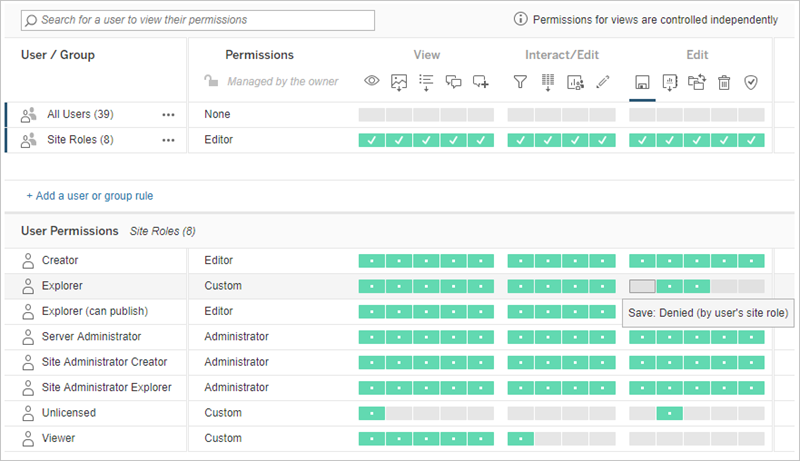 Search for a user to view their permissions
Permissions for views are controlled independently
User / Group Permissions View Interact/Edit Edit
Managed by the owner
All Users (39) None
Site Roles (8) Editor
+ Add a user or group rule
User Permissions Site Roles (8)
Creator Editor
Explorer Custom
Explorer (can publish) Editor
Save: Denied (by user's site role)
Server Administrator Administrator
Site Administrator Creator Administrator
Site Administrator Explorer Administrator
Unlicensed Custom
Viewer Custom